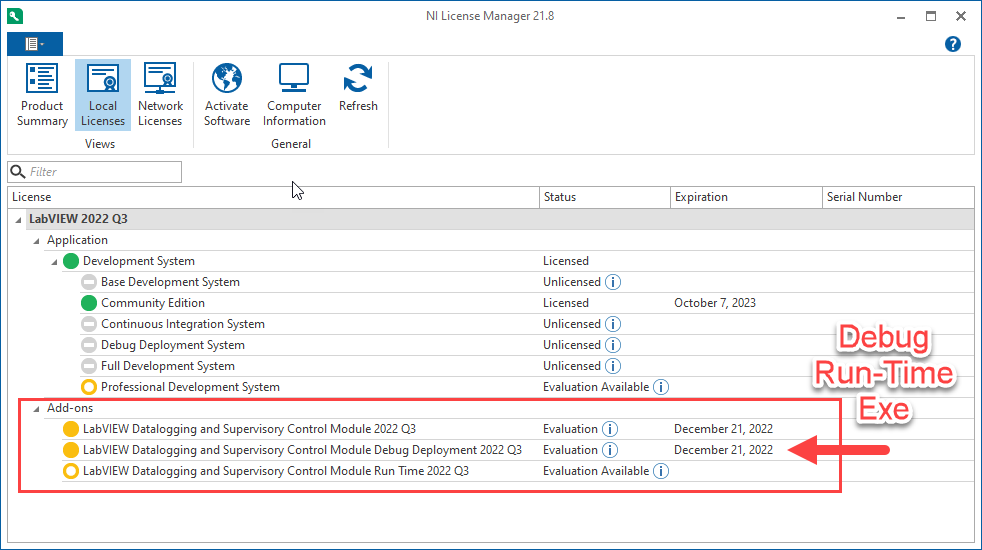 NI License Manager 21.8
Product Summary
Local Licenses
Network Licenses
Activate Software
Computer Information
Refresh
Views
General
Filter
License Status Expiration Serial Number
LabVIEW 2022 Q3
Application
Development System Licensed
Base Development System Unlicensed
Community Edition Licensed October 7, 2023
Continuous Integration System Unlicensed
Debug Deployment System Unlicensed
Full Development System Unlicensed
Professional Development System Evaluation Available
Debug
Run-Time
Exe
Add-ons
LabVIEW Datalogging and Supervisory Control Module 2022 Q3 Evaluation December 21, 2022
LabVIEW Datalogging and Supervisory Control Module Debug Deployment 2022 Q3 Evaluation December 21, 2022
LabVIEW Datalogging and Supervisory Control Module Run Time 2022 Q3 Evaluation Available